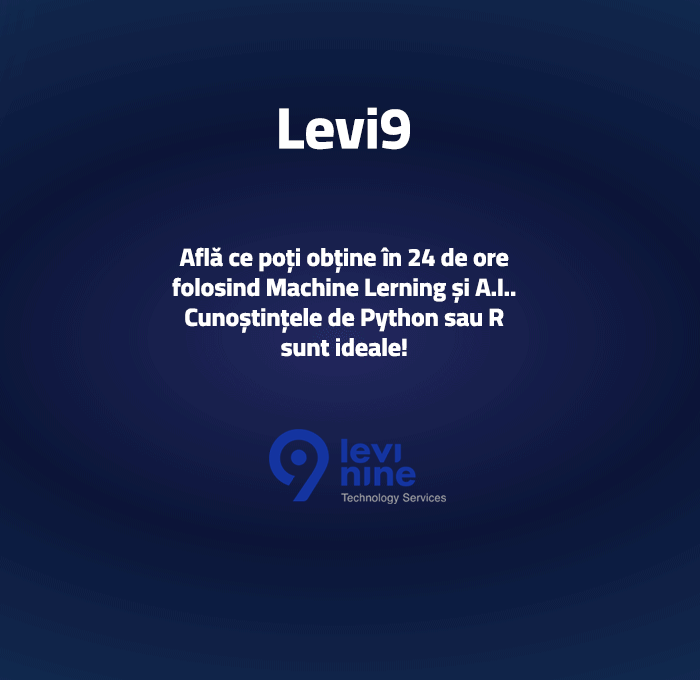 Levi9
Află ce poți obține în 24 de ore
folosind Machine Lerning și A.I..
Cunoștințele de Python sau R
sunt ideale!
9 levi
nine
Technology Services